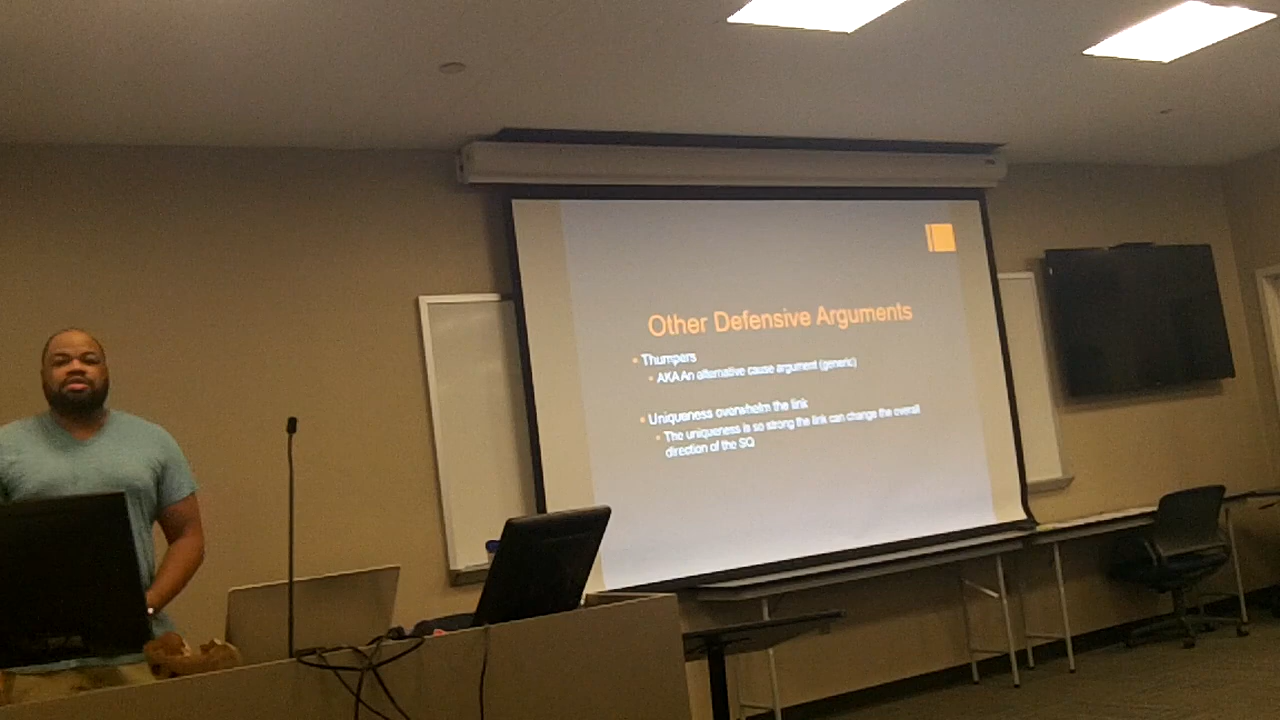 Other Defensive Arguments
Thumpers
AKA An alternative cause argument (generic)
Uniqueness overwhelm the link
The uniqueness is so strong the link can change the overall
direction of the SQ